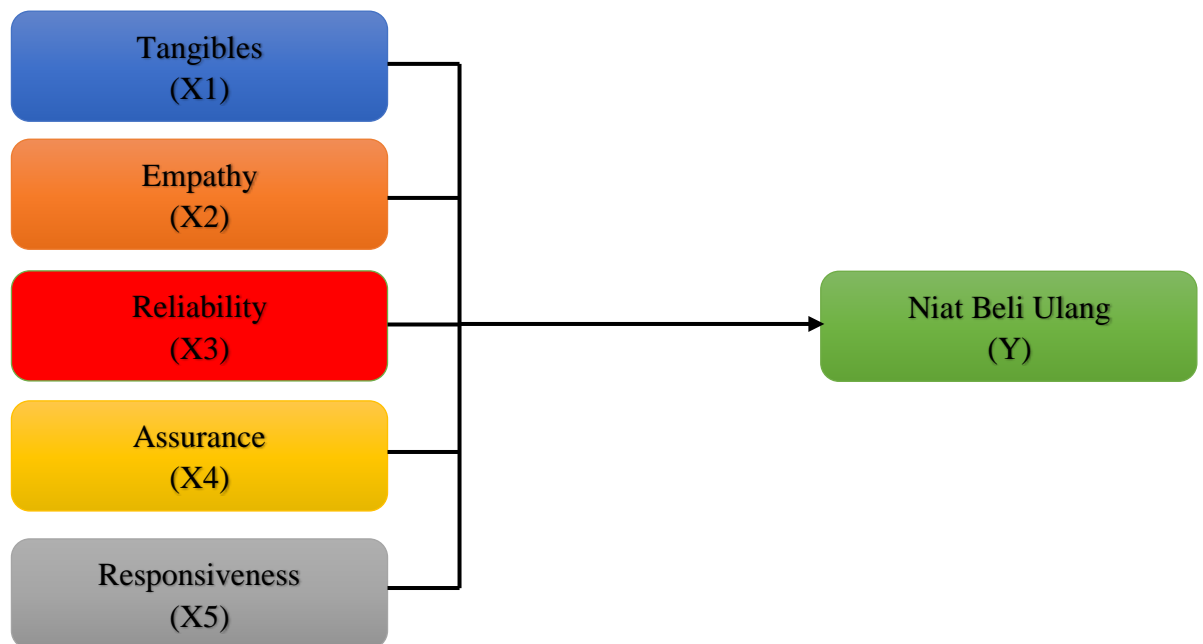 Tangibles
(X1)
Empathy
(X2)
Reliability
(X3)
Assurance
(X4)
Responsiveness
(X5)
Niat Beli Ulang
(Y)